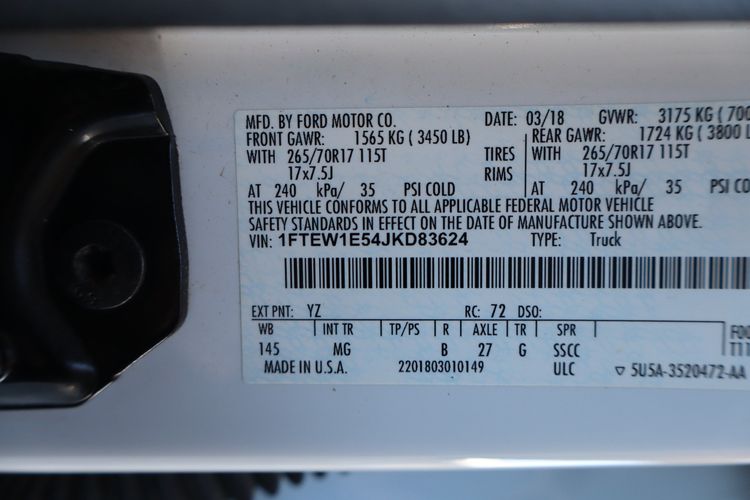 MFD. BY FORD MOTOR CO. DATE: 03/18 GVWR: 3175 KG ( 700
FRONT GAWR: 1565 KG ( 3450 LB) REAR GAWR: 1724 KG ( 3800 L
WITH 265/70R17 115T TIRES WITH 265/70R17 115T
17x7.5J RIMS 17x7.5J
AT 240 kPa/ 35 PSI COLD AT 240 kPa/ 35 PSI CO
THIS VEHICLE CONFORMS TO ALL APPLICABLE FEDERAL MOTOR VEHICLE
SAFETY STANDARDS IN EFFECT ON THE DATE OF MANUFACTURE SHOWN ABOVE.
VIN: 1FTEW1E54JKD83624 TYPE: Truck
EXT PNT: YZ RC: 72 DSO:
WB INT TR TP/PS R AXLE TR SPR F00
145 MG B 27 G SSCC T11
MADE IN U.S.A. 2201803010149 ULC ▽ 5U5A-3520472-AA